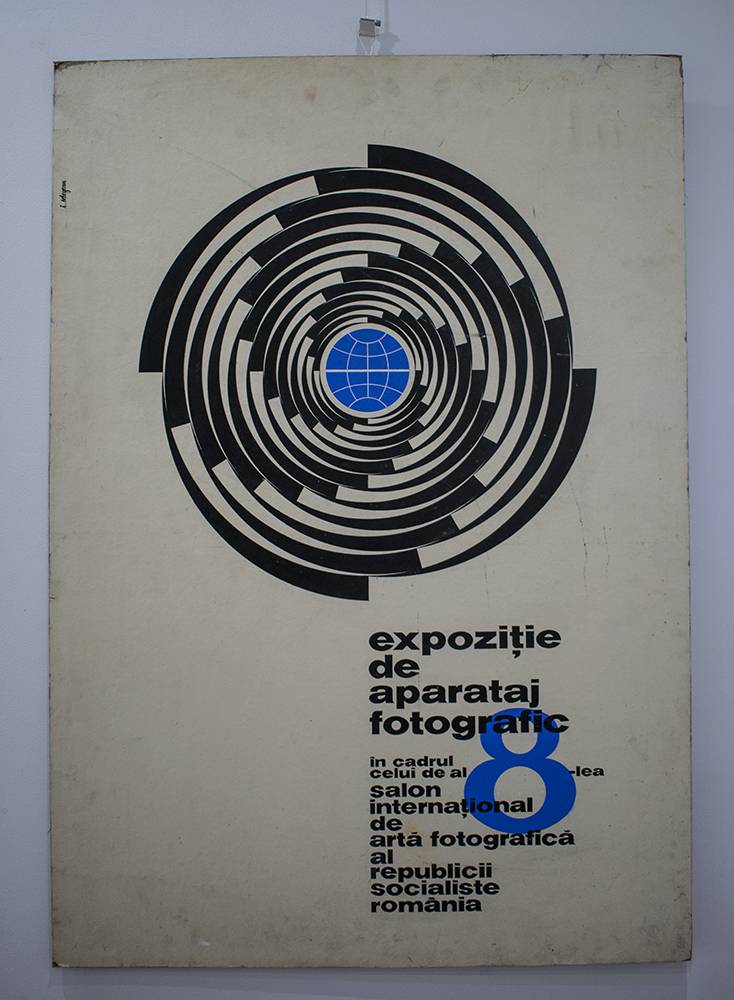 expoziție
de
aparataj
fotografic
în cadrul
celui de al 8-lea
salon
internațional
de
artă fotografică
al
republicii
socialiste
românia